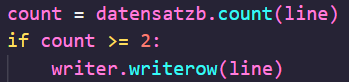 count = datensatzb.count(line)
if count >= 2:
    writer.writerow(line)